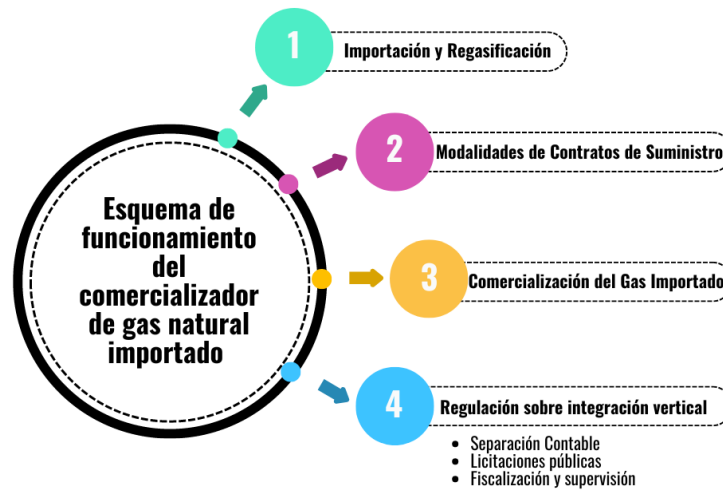 1
Importación y Regasificación
2
Modalidades de Contratos de Suministro
Esquema de
funcionamiento
del
comercializador
de gas natural
importado
3
Comercialización del Gas Importado
4
Regulación sobre integración vertical
• Separación Contable
• Licitaciones públicas
• Fiscalización y supervisión